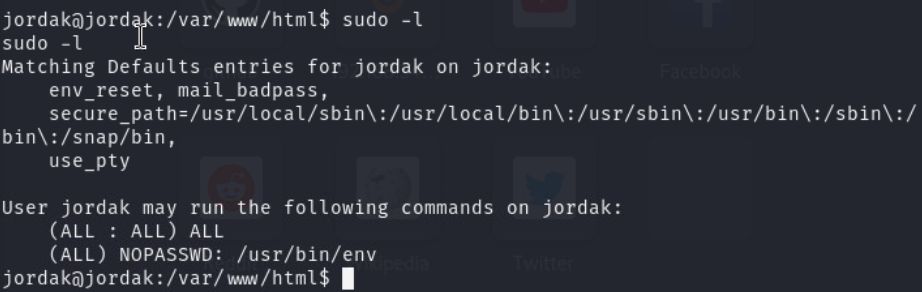 jordak@jordak:/var/www/html$ sudo -l
sudo -l
Matching Defaults entries for jordak on jordak:
    env_reset, mail_badpass,
    secure_path=/usr/local/sbin\:/usr/local/bin\:/usr/sbin\:/usr/bin\:/sbin\:/
bin\:/snap/bin,
    use_pty
User jordak may run the following commands on jordak:
    (ALL : ALL) ALL
    (ALL) NOPASSWD: /usr/bin/env
jordak@jordak:/var/www/html$
Facebook
Wikipedia
Twitter